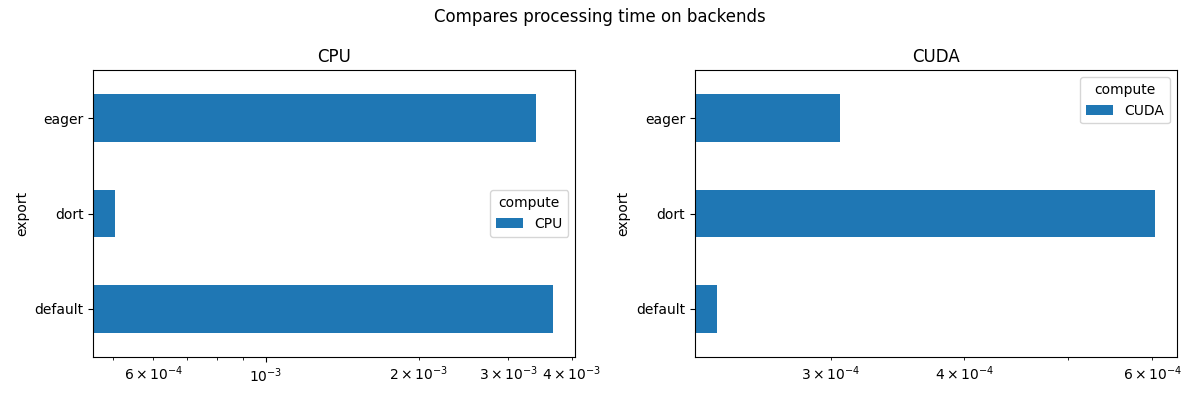 Compares processing time on backends
CPU
export
eager
dort
default
compute
CPU
6 × 10⁻⁴
10⁻³
2 × 10⁻³
3 × 10⁻³
4 × 10⁻³
CUDA
export
eager
dort
default
compute
CUDA
3 × 10⁻⁴
4 × 10⁻⁴
6 × 10⁻⁴